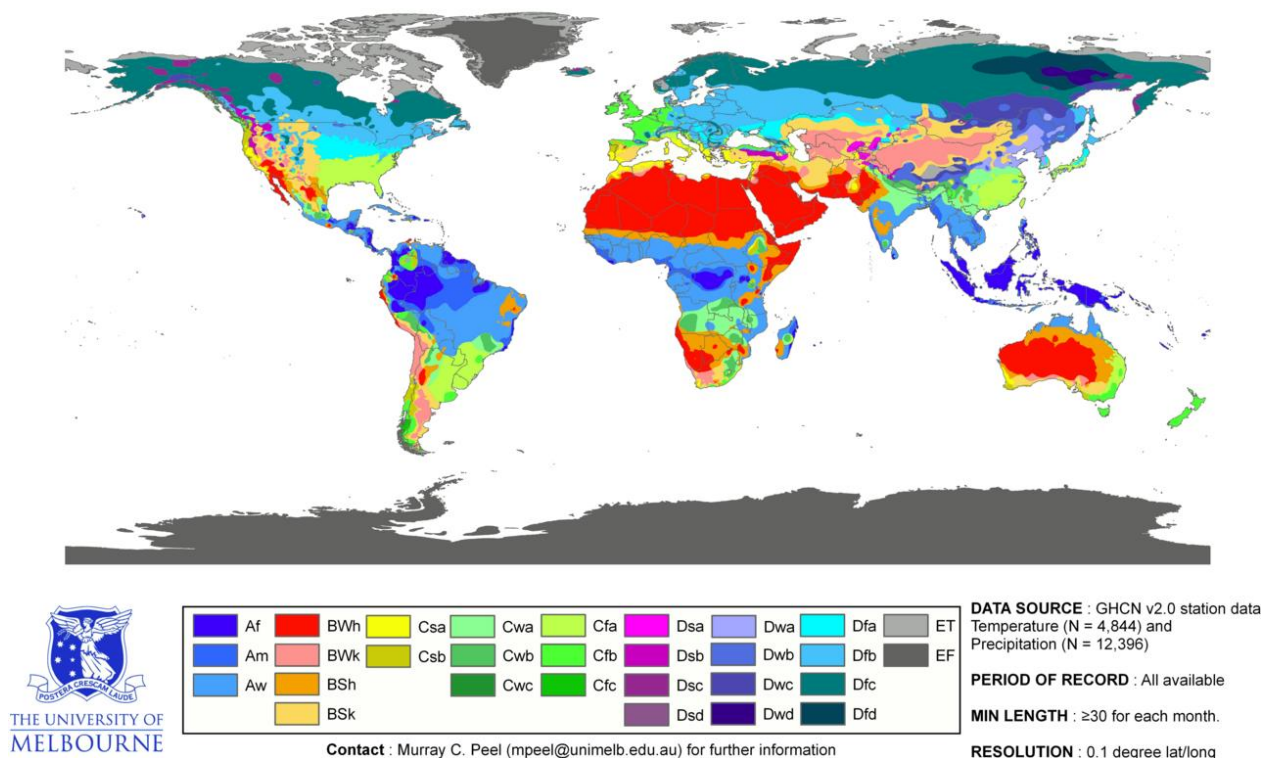 Af
Am
Aw
BWh
BWk
BSh
BSk
Csa
Csb
Cwa
Cwb
Cwc
Cfa
Cfb
Cfc
Dsa
Dsb
Dsc
Dsd
Dwa
Dwb
Dwc
Dwd
Dfa
Dfb
Dfc
Dfd
ET
EF
POSTERA CRESCAM LAUDE
THE UNIVERSITY OF
MELBOURNE
Contact : Murray C. Peel (mpeel@unimelb.edu.au) for further information
DATA SOURCE : GHCN v2.0 station data
Temperature (N = 4,844) and
Precipitation (N = 12,396)
PERIOD OF RECORD : All available
MIN LENGTH : ≥30 for each month.
RESOLUTION : 0.1 degree lat/long